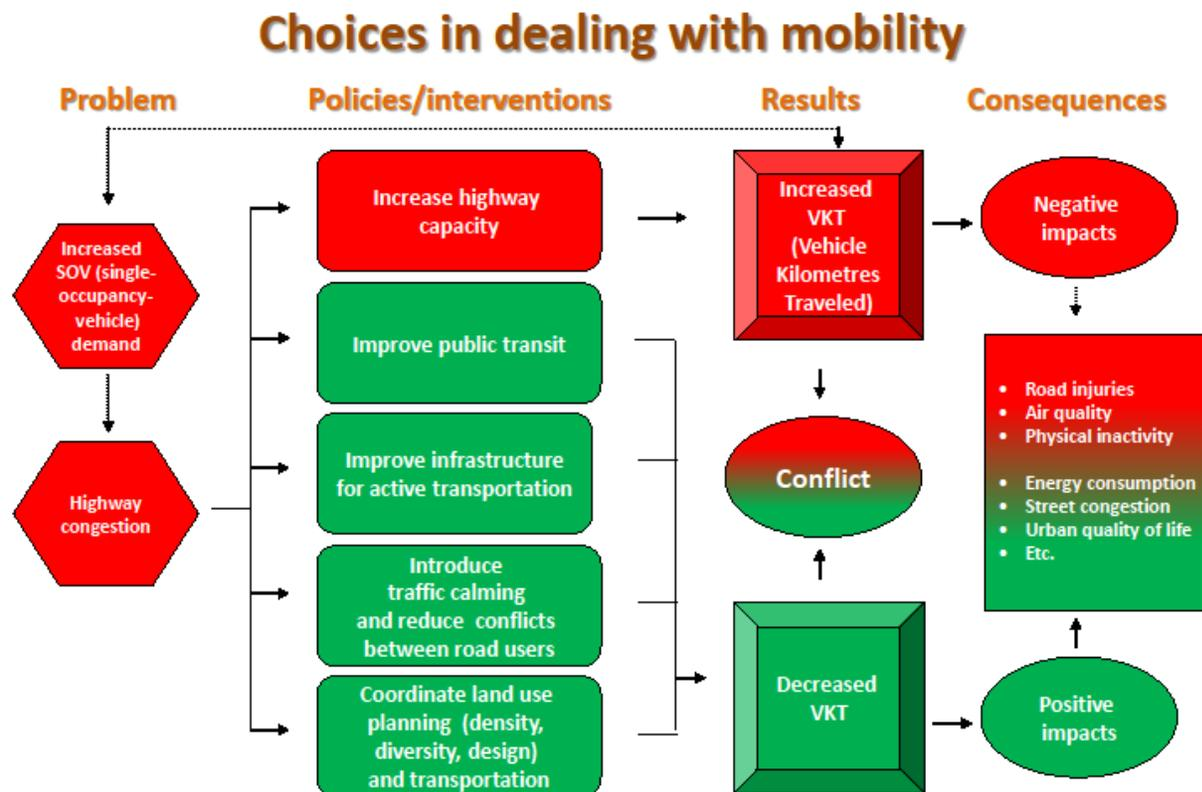 Choices in dealing with mobility
Problem
Policies/interventions
Results
Consequences
Increased
SOV (single-
occupancy-
vehicle)
demand
Highway
congestion
Increase highway
capacity
Improve public transit
Improve infrastructure
for active transportation
Introduce
traffic calming
and reduce conflicts
between road users
Coordinate land use
planning (density,
diversity, design)
and transportation
Increased
VKT
(Vehicle
Kilometres
Traveled)
Conflict
Decreased
VKT
Negative
impacts
• Road injuries
• Air quality
• Physical inactivity
• Energy consumption
• Street congestion
• Urban quality of life
• Etc.
Positive
impacts